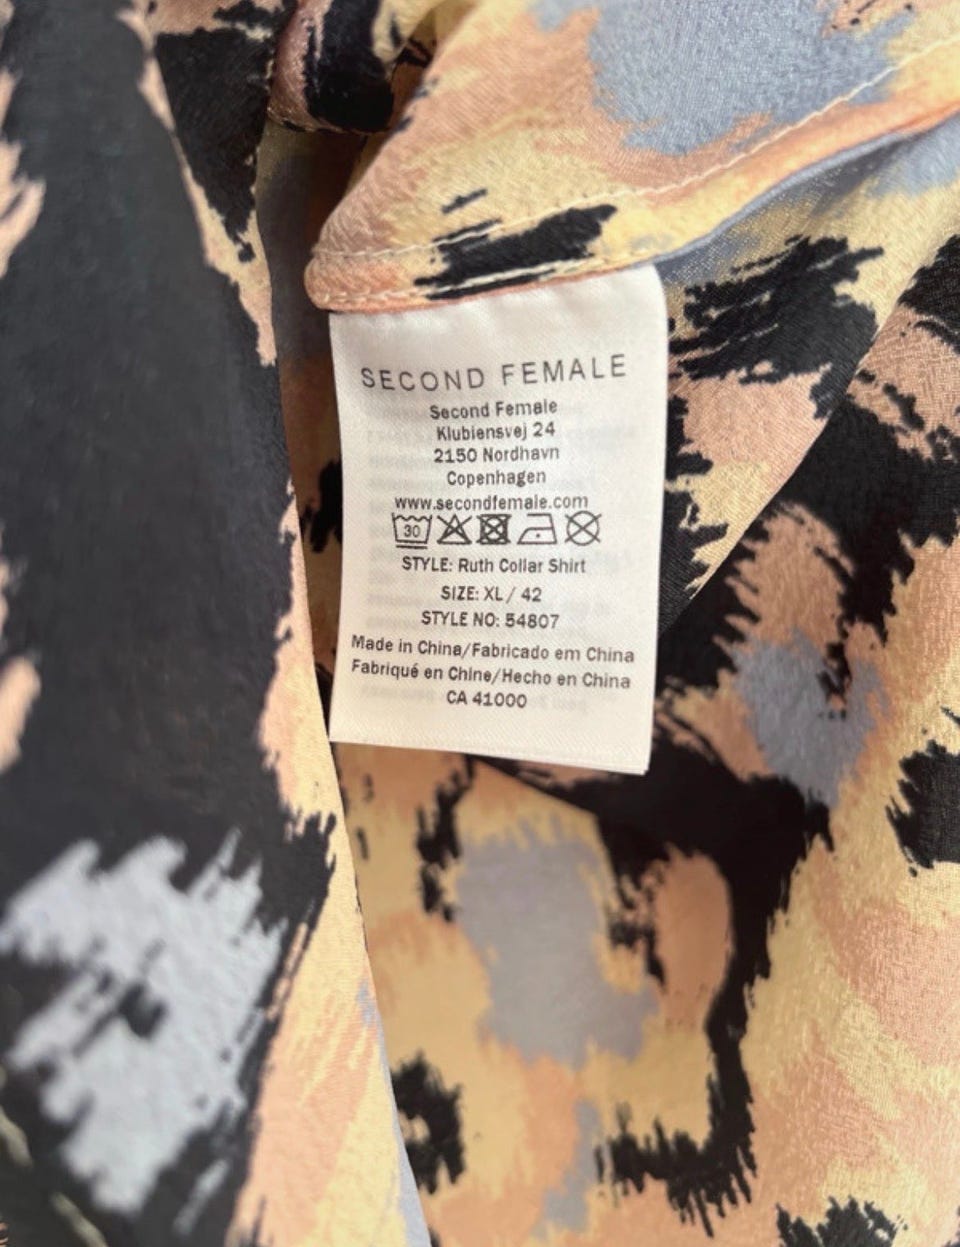 SECOND FEMALE
Second Female
Klubiensvej 24
2150 Nordhavn
Copenhagen
www.secondfemale.com
30
STYLE: Ruth Collar Shirt
SIZE: XL / 42
STYLE NO: 54807
Made in China/Fabricado em China
Fabriqué en Chine/Hecho en China
CA 41000